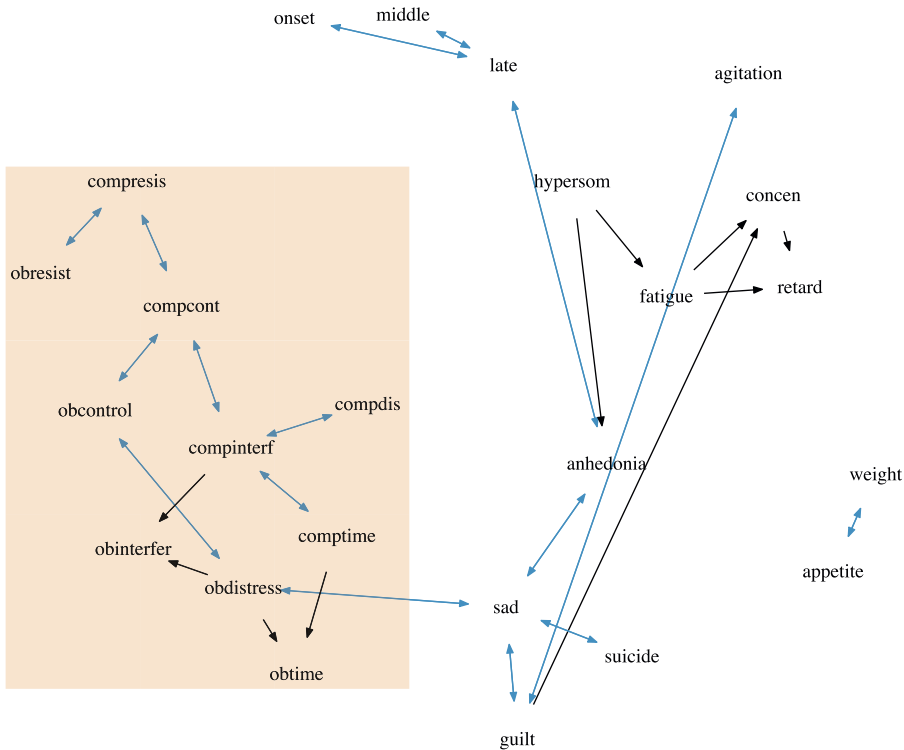 onset
middle
late
agitation
compresis
hypersom
concen
obresist
fatigue
retard
compcont
compdis
obcontrol
compinterf
anhedonia
weight
comptime
obinterfer
appetite
obdistress
sad
suicide
obtime
guilt